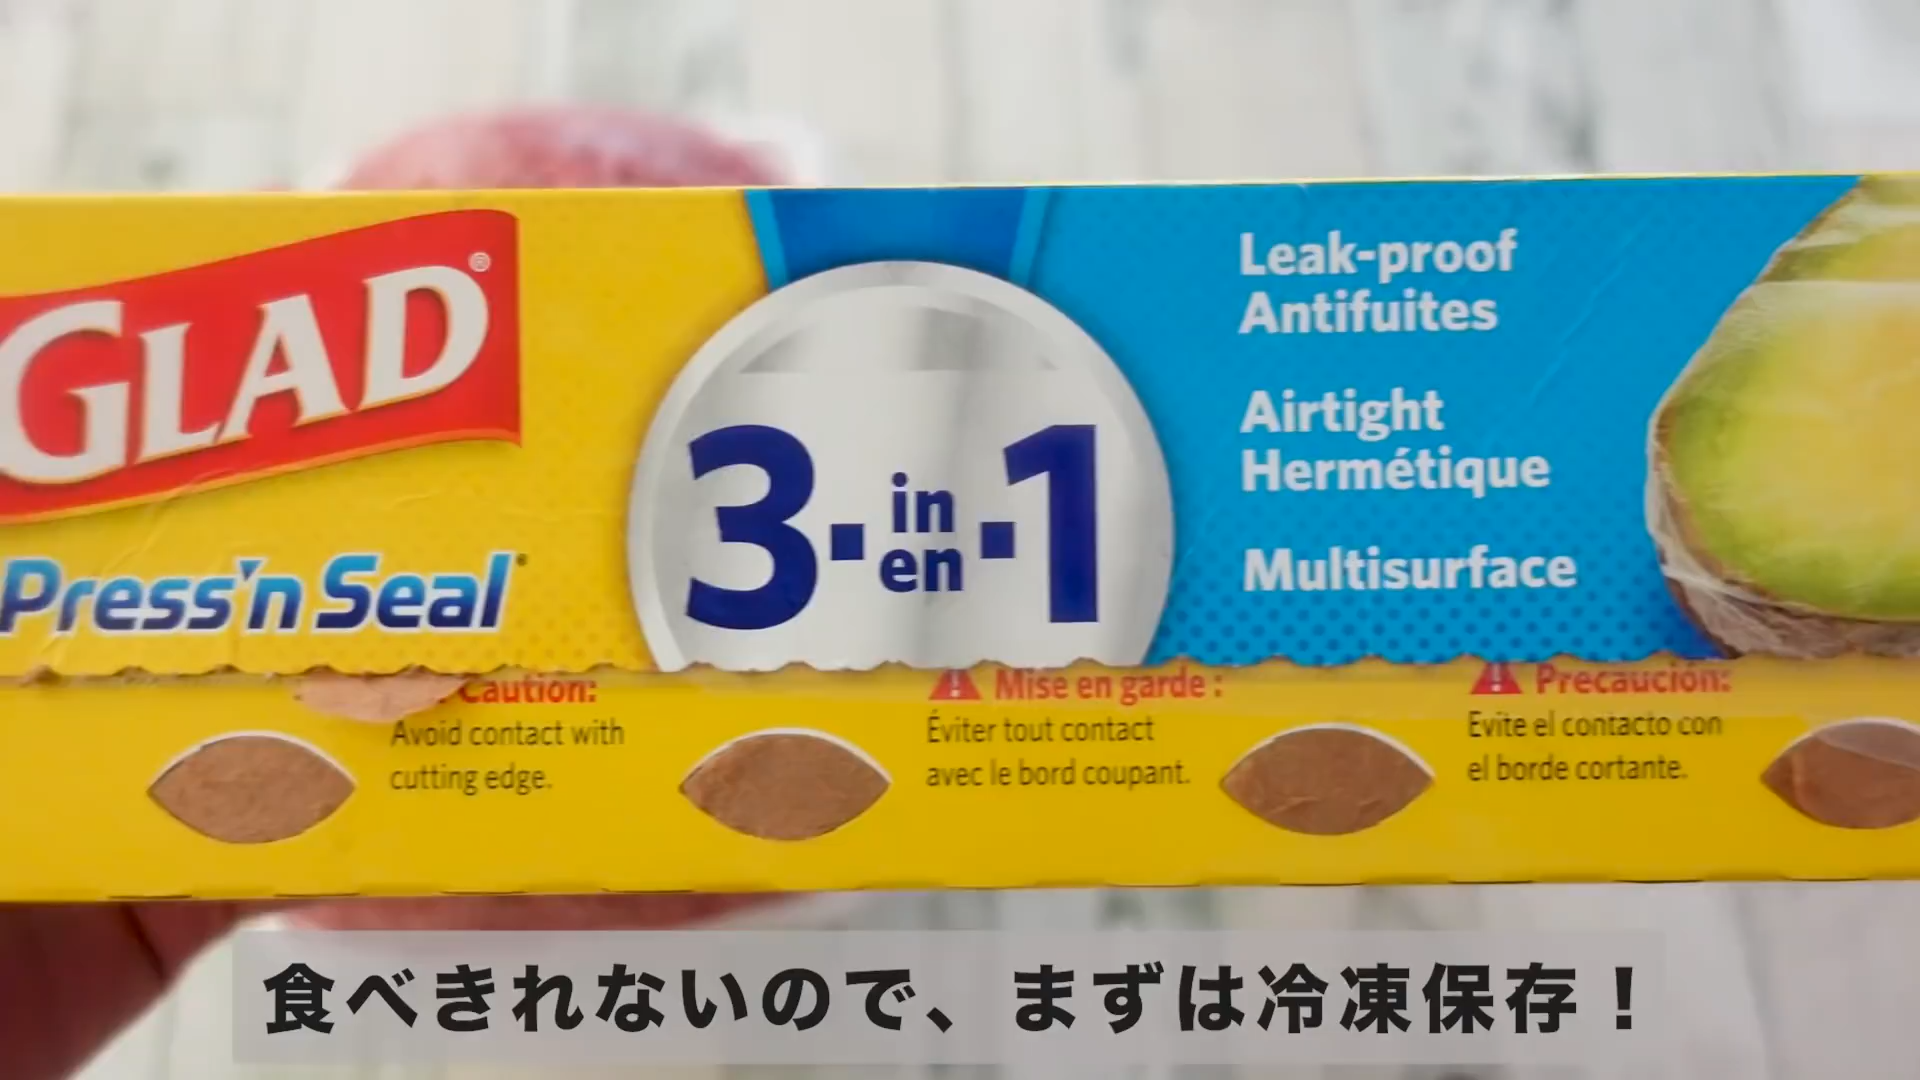 GLAD®
Press'n Seal
3-in-1
en
Leak-proof
Antifuites
Airtight
Hermétique
Multisurface
Caution:
Avoid contact with
cutting edge.
Mise en garde :
Éviter tout contact
avec le bord coupant.
Precaución:
Evite el contacto con
el borde cortante.
食べきれないので、まずは冷凍保存！